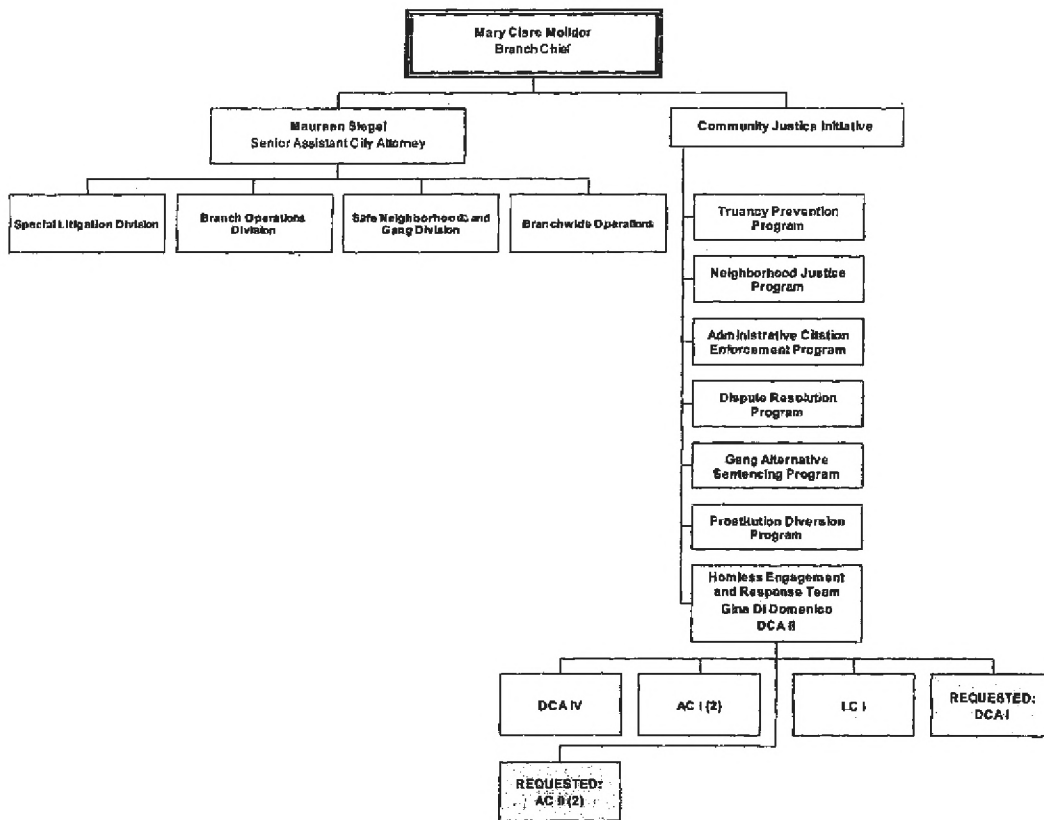 Mary Clare Molidor
Branch Chief
Maureen Siegel
Senior Assistant City Attorney
Community Justice Initiative
Special Litigation Division
Branch Operations
Division
Safe Neighborhoods and
Gang Division
Branchwide Operations
Truancy Prevention
Program
Neighborhood Justice
Program
Administrative Citation
Enforcement Program
Dispute Resolution
Program
Gang Alternative
Sentencing Program
Prostitution Diversion
Program
Homless Engagement
and Response Team
Gina Di Domenico
DCA
DCA IV
AC I (2)
LC I
REQUESTED:
DCA I
REQUESTED:
AC (2)